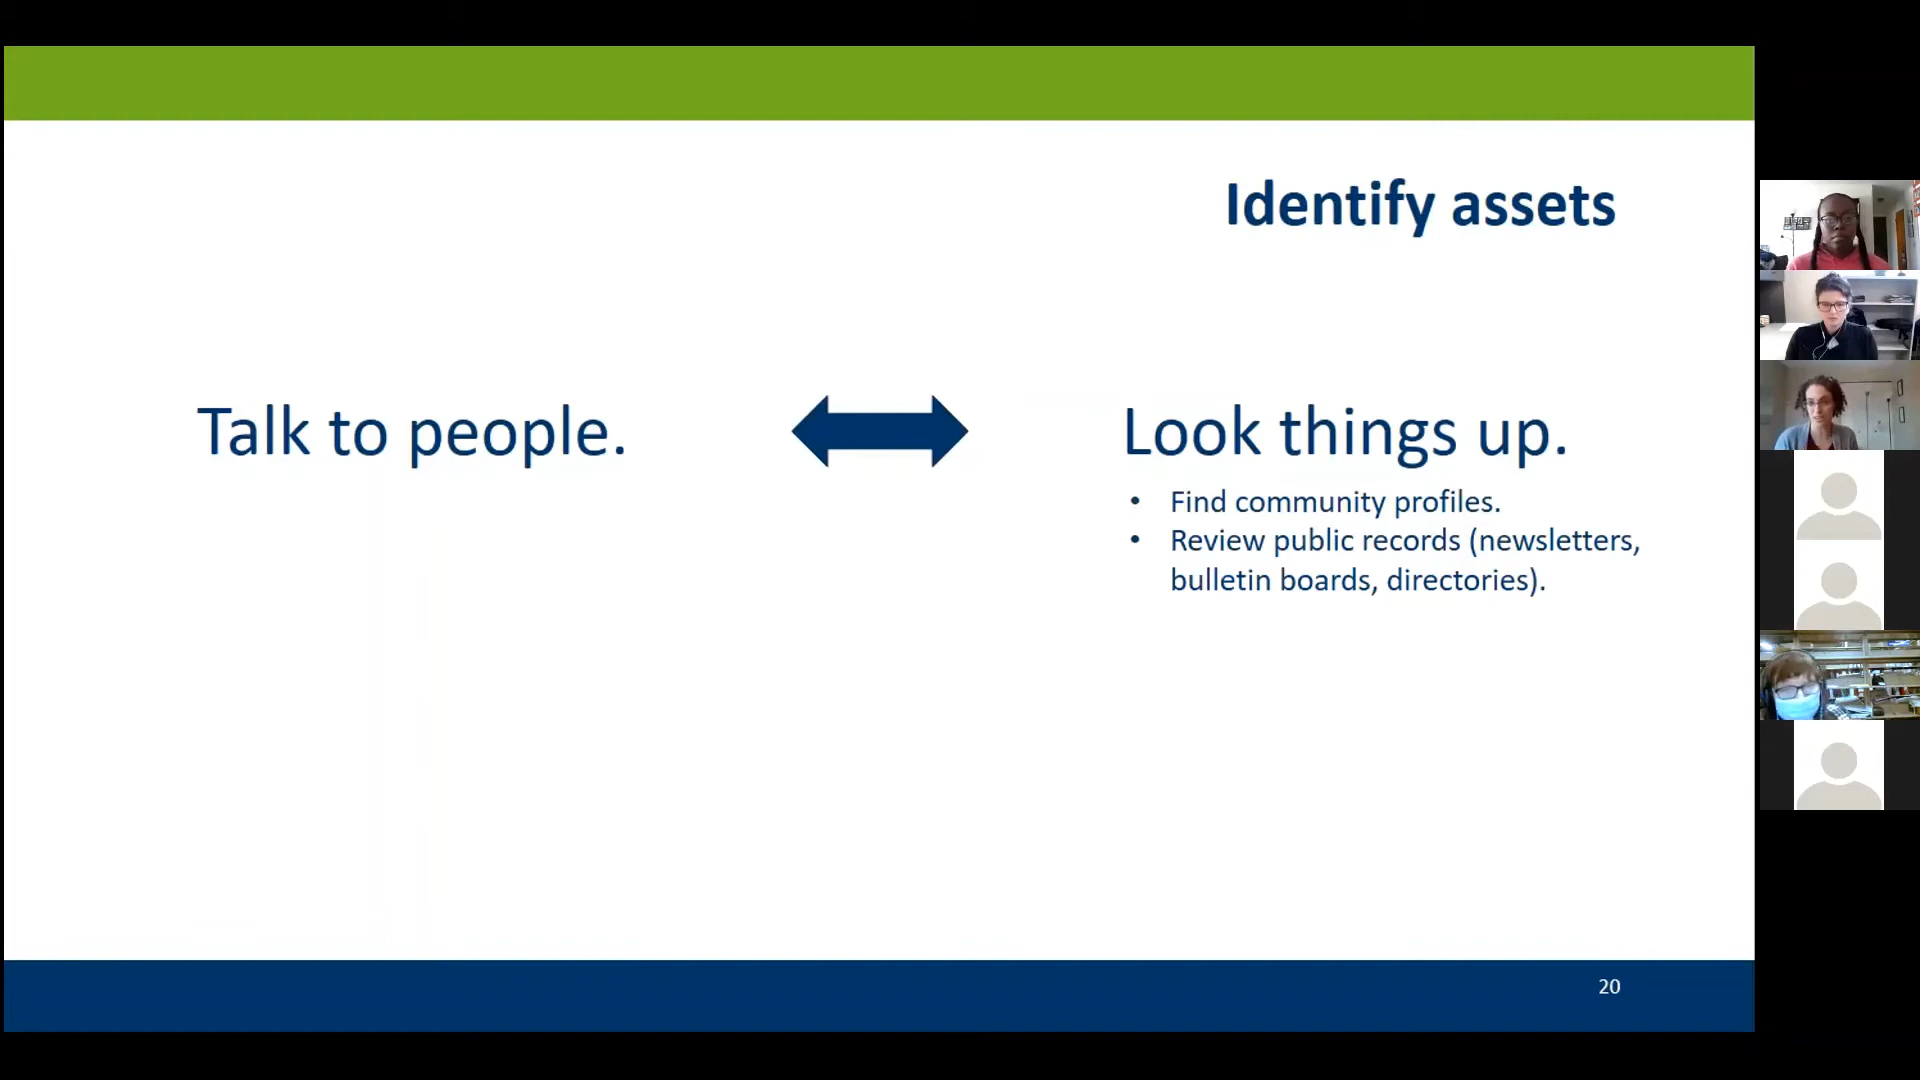 Identify assets
Talk to people.
Look things up.
• Find community profiles.
• Review public records (newsletters,
bulletin boards, directories).
20